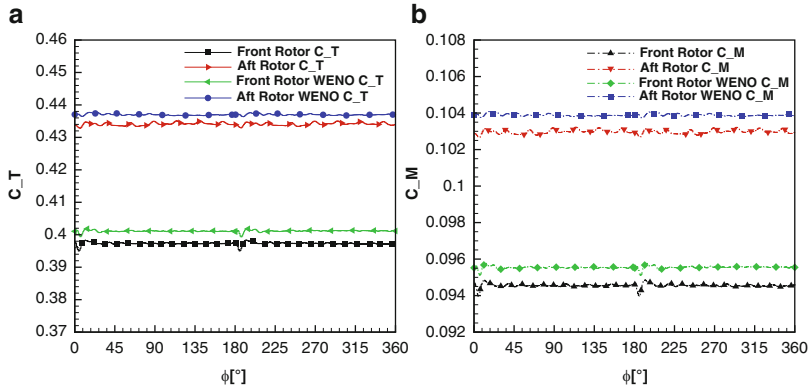 a
0.46
0.45
0.44
0.43
0.42
0.41
0.4
0.39
0.38
0.37
C_T
Front Rotor C_T
Aft Rotor C_T
Front Rotor WENO C_T
Aft Rotor WENO C_T
0 45 90 135 180 225 270 315 360
ϕ[°]
b
0.108
0.106
0.104
0.102
0.1
0.098
0.096
0.094
0.092
C_M
Front Rotor C_M
Aft Rotor C_M
Front Rotor WENO C_M
Aft Rotor WENO C_M
0 45 90 135 180 225 270 315 360
ϕ[°]